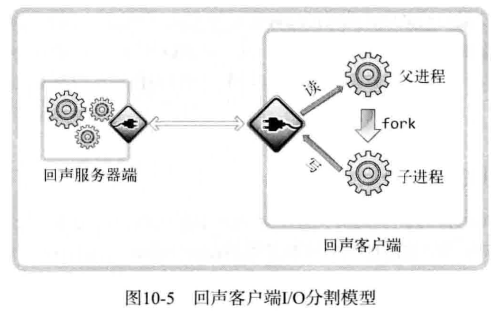 读
父进程
fork
写
子进程
回声服务器端
回声客户端
图10-5 回声客户端I/O分割模型